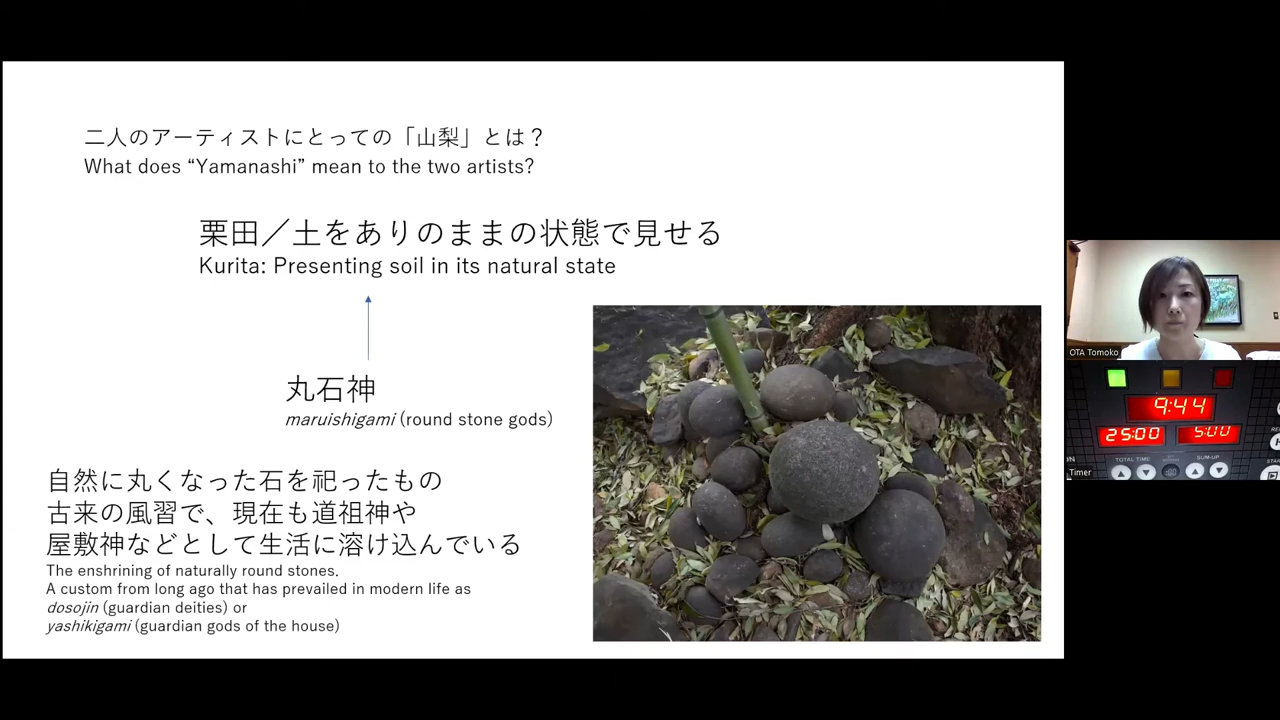 二人のアーティストにとっての「山梨」とは？
What does “Yamanashi” mean to the two artists?
栗田／土をありのままの状態で見せる
Kurita: Presenting soil in its natural state
丸石神
maruishigami (round stone gods)
自然に丸くなった石を祀ったもの
古来の風習で、現在も道祖神や
屋敷神などとして生活に溶け込んでいる
The enshrining of naturally round stones.
A custom from long ago that has prevailed in modern life as
dosojin (guardian deities) or
yashikigami (guardian gods of the house)
OTA Tomoko
9:44
25:00 5:00
TOTAL TIME SUM-UP
Timer